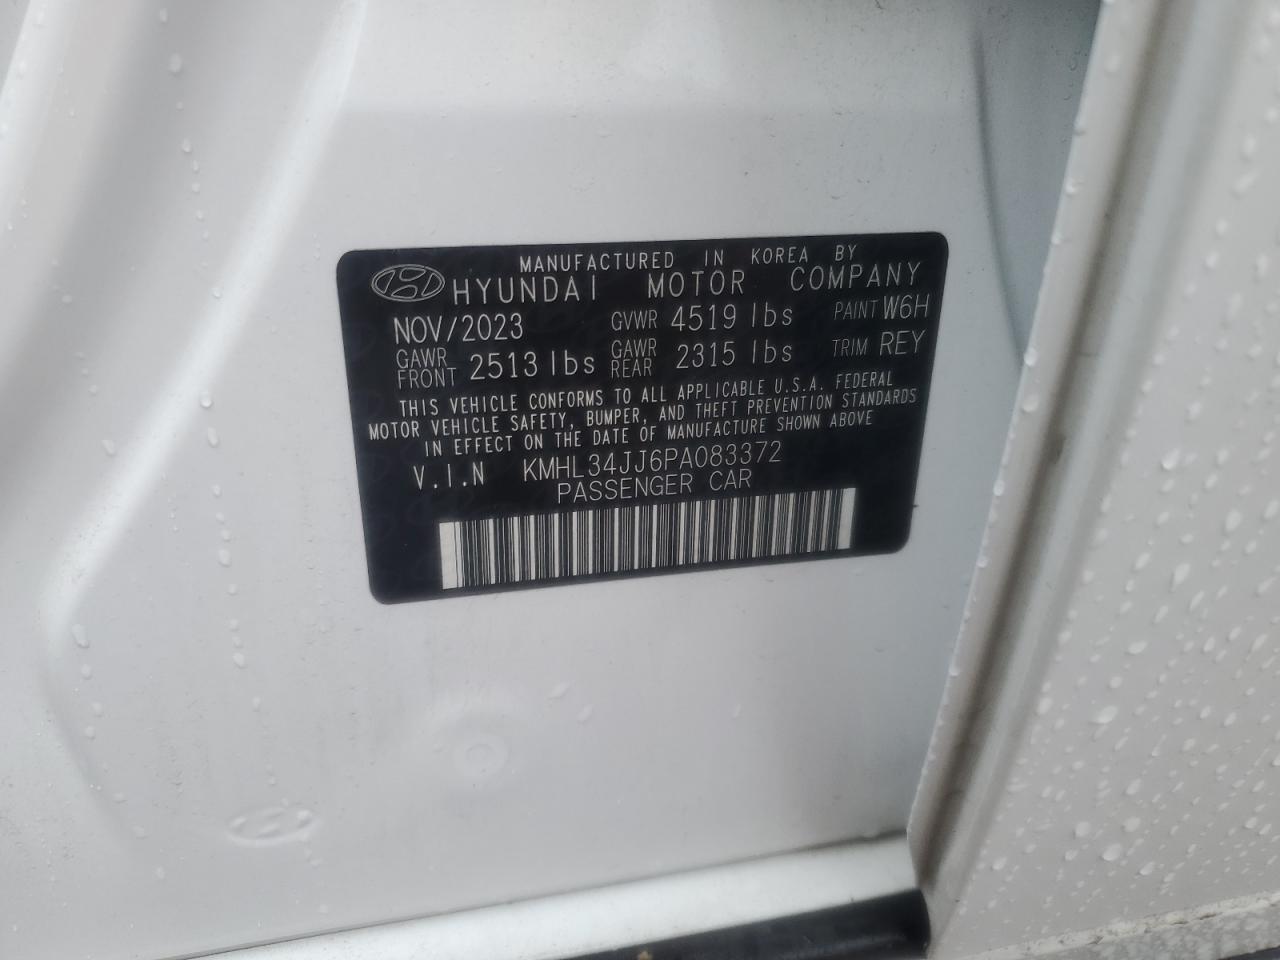 MANUFACTURED IN KOREA BY
HYUNDAI MOTOR COMPANY
NOV/2023 GVWR 4519 lbs PAINT W6H
GAWR FRONT 2513 lbs GAWR REAR 2315 lbs TRIM REY
THIS VEHICLE CONFORMS TO ALL APPLICABLE U.S.A. FEDERAL
MOTOR VEHICLE SAFETY, BUMPER, AND THEFT PREVENTION STANDARDS
IN EFFECT ON THE DATE OF MANUFACTURE SHOWN ABOVE
V.I.N KMHL34JJ6PA083372
PASSENGER CAR